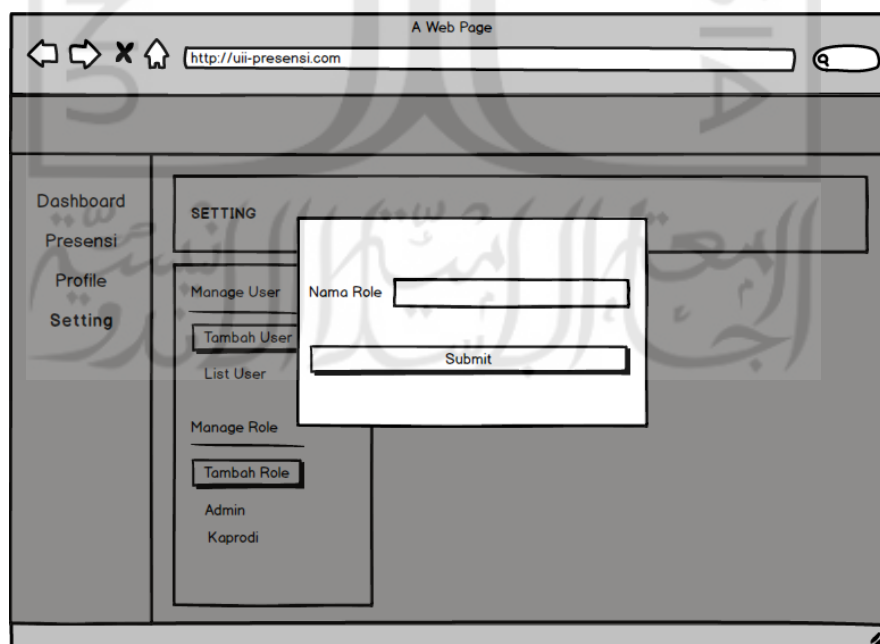 A Web Page
http://uii-presensi.com
Dashboard
Presensi
Profile
Setting
SETTING
Manage User
Tambah User
List User
Manage Role
Tambah Role
Admin
Kaprodi
Nama Role
Submit